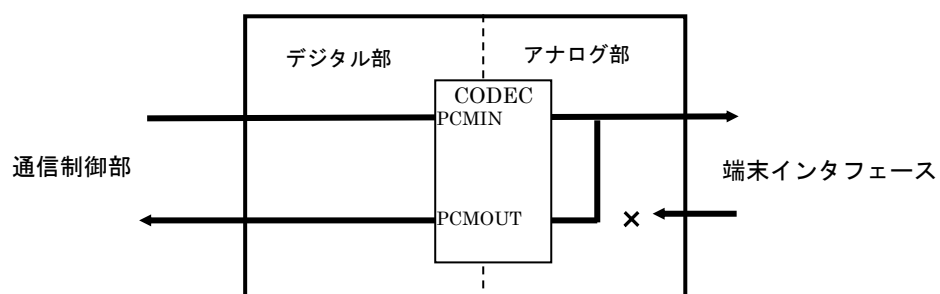 デジタル部
アナログ部
CODEC
PCMIN
通信制御部
端末インタフェース
PCMOUT
×